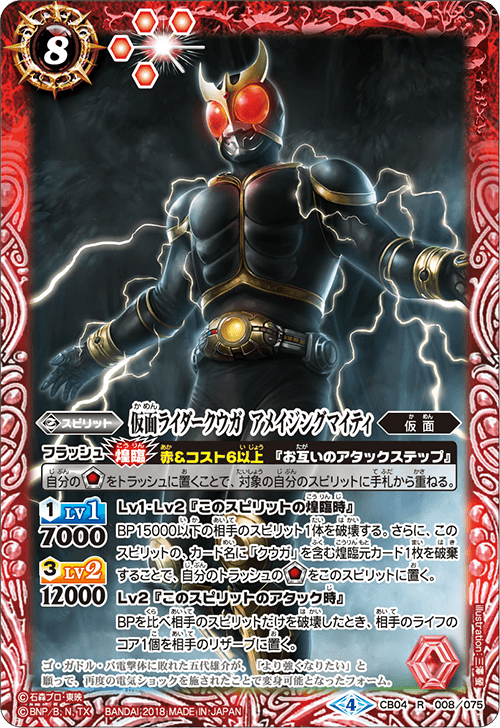 8
スピリット
仮面ライダークウガ アメイジングマイティ
かめん
仮面
かめん
フラッシュ 煌臨 赤&コスト6以上 『お互いのアタックステップ』
自分の をトラッシュに置くことで、対象の自分のスピリットに手札から重ねる。
1 LV1
7000
3 LV2
12000
Lv1・Lv2 『このスピリットの煌臨時』
BP15000以下の相手のスピリット1体を破壊する。さらに、この
スピリットの、カード名に「クウガ」を含む煌臨元カード1枚を破棄
することで、自分のトラッシュの をこのスピリットに置く。
Lv2 『このスピリットのアタック時』
BPを比べ相手のスピリットだけを破壊したとき、相手のライフの
コア1個を相手のリザーブに置く。
ゴ・ガドル・バ電撃体に敗れた五代雄介が、「より強くなりたい」と
願って、再度の電気ショックを施されたことで変身可能となったフォーム。
©石森プロ・東映
©BNP/B, N, TX BANDAI 2018 MADE IN JAPAN
4 CB04 R 008/075
Illustration:三浦